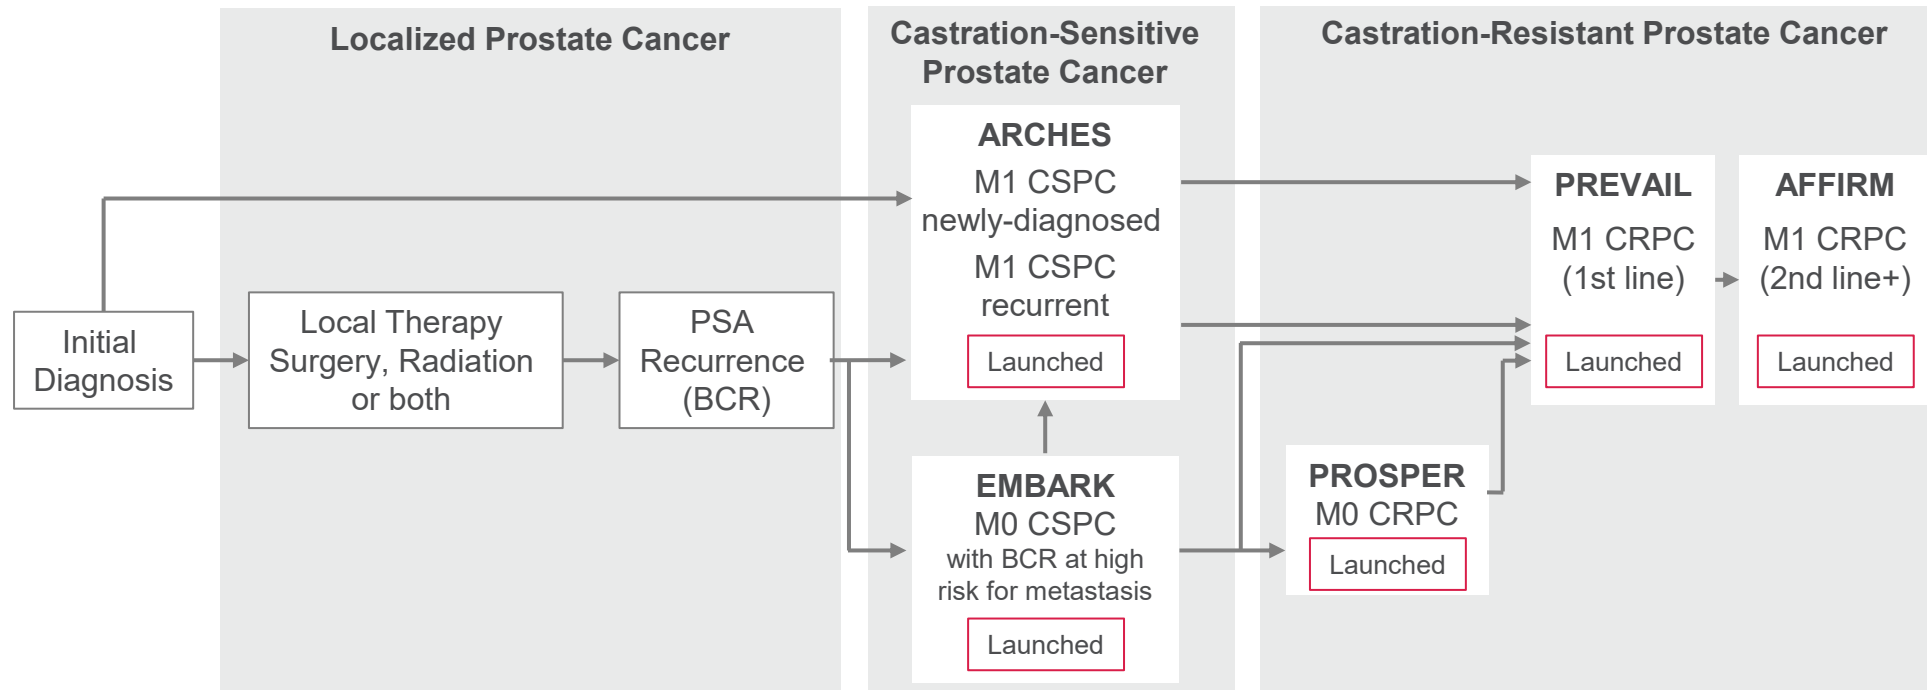 Localized Prostate Cancer
Castration-Sensitive
Prostate Cancer
Castration-Resistant Prostate Cancer
Initial
Diagnosis
Local Therapy
Surgery, Radiation
or both
PSA
Recurrence
(BCR)
ARCHES
M1 CSPC
newly-diagnosed
M1 CSPC
recurrent
Launched
EMBARK
M0 CSPC
with BCR at high
risk for metastasis
Launched
PROSPER
M0 CRPC
Launched
PREVAIL
M1 CRPC
(1st line)
Launched
AFFIRM
M1 CRPC
(2nd line+)
Launched